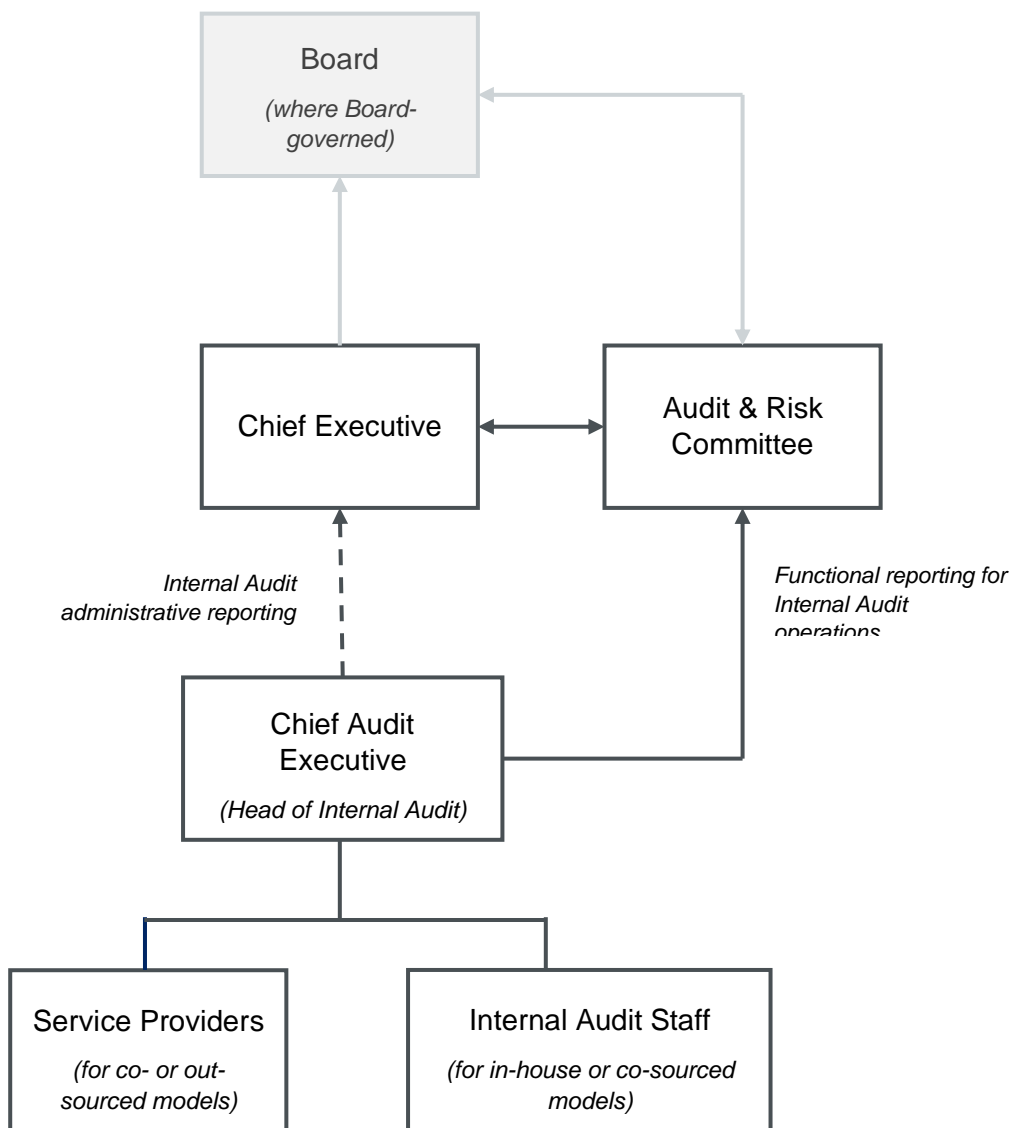 Board
(where Board-
governed)
Chief Executive
Audit & Risk
Committee
Internal Audit
administrative reporting
Functional reporting for
Internal Audit
operations
Chief Audit
Executive
(Head of Internal Audit)
Service Providers
(for co- or out-
sourced models)
Internal Audit Staff
(for in-house or co-sourced
models)